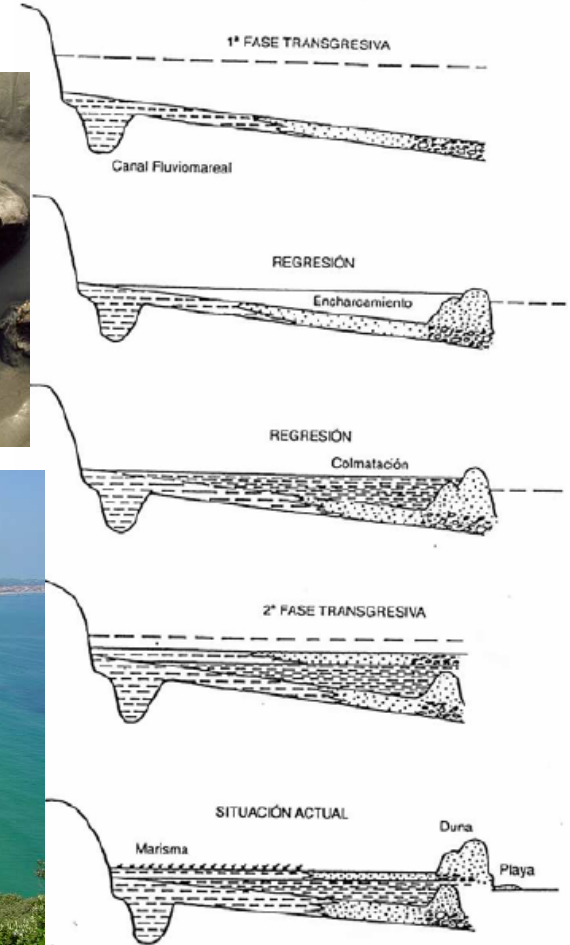 1ª FASE TRANSGRESIVA
Canal Fluviomareal
REGRESIÓN
Encharcamiento
REGRESIÓN
Colmatación
2ª FASE TRANSGRESIVA
SITUACIÓN ACTUAL
Duna
Marisma
Playa